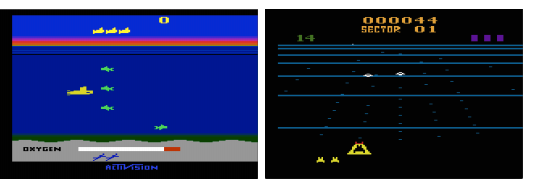 0
OXYGEN
ACTIVISION
000044
SECTOR 01
14